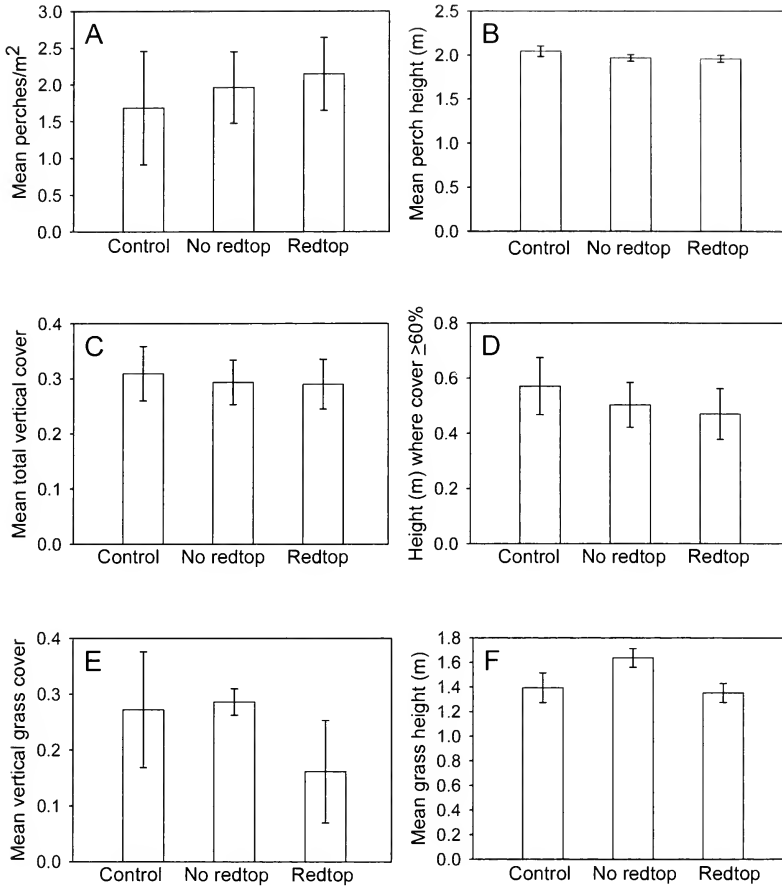 A
Mean perches/m²
3.0
2.5
2.0
1.5
1.0
0.5
0.0
Control No redtop Redtop
B
Mean perch height (m)
2.5
2.0
1.5
1.0
0.5
0.0
Control No redtop Redtop
C
Mean total vertical cover
0.4
0.3
0.2
0.1
0.0
Control No redtop Redtop
D
Height (m) where cover ≥60%
0.8
0.6
0.4
0.2
0.0
Control No redtop Redtop
E
Mean vertical grass cover
0.4
0.3
0.2
0.1
0.0
Control No redtop Redtop
F
Mean grass height (m)
1.8
1.6
1.4
1.2
1.0
0.8
0.6
0.4
0.2
0.0
Control No redtop Redtop